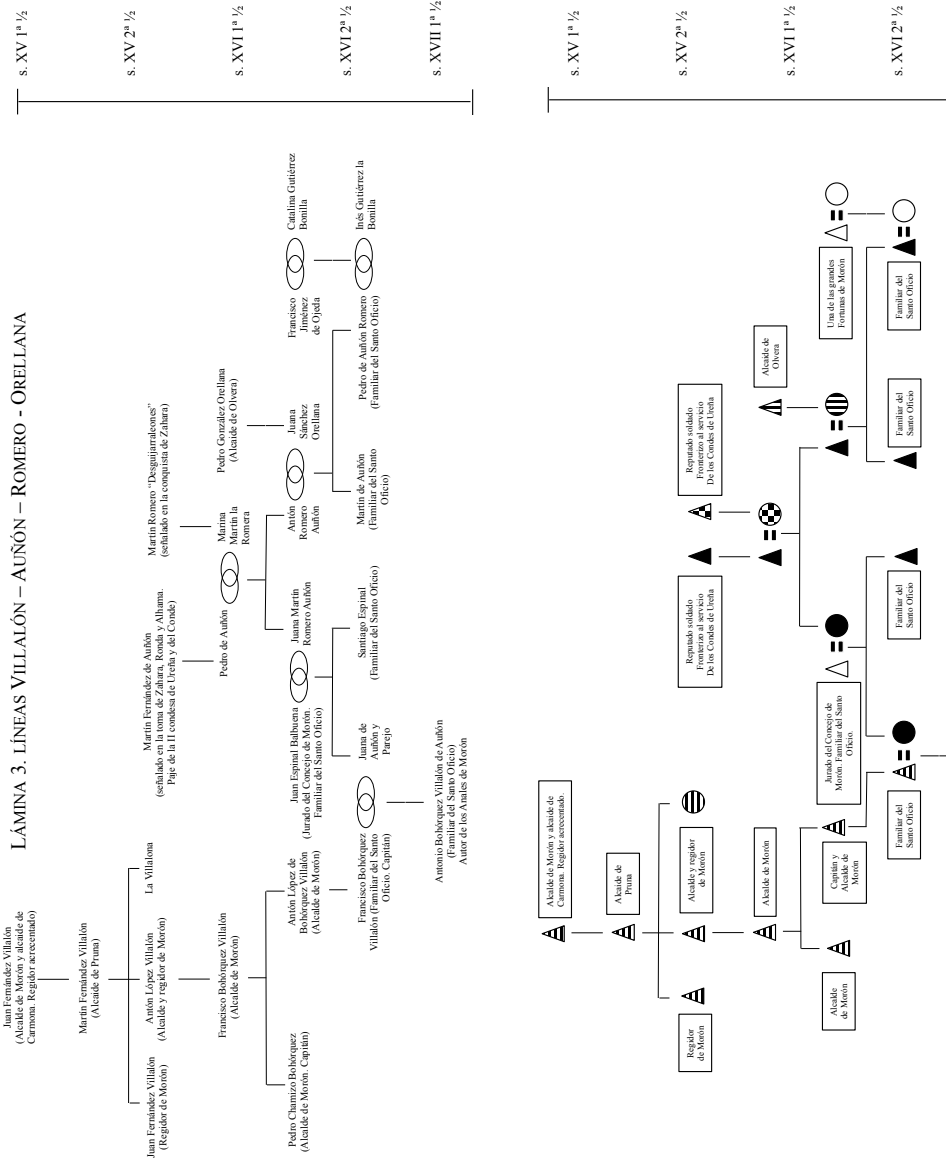 LÁMINA 3. LÍNEAS VILLALÓN – AUÑÓN – ROMERO - ORELLANA
s. XV 1ª ½
s. XV 2ª ½
s. XVI 1ª ½
s. XVI 2ª ½
s. XVII 1ª ½
Juan Fernández Villalón
(Alcalde de Morón y alcaide de
Carmona. Regidor acrecentado)
Martín Fernández Villalón
(Alcaide de Pruna)
Juan Fernández Villalón
(Regidor de Morón)
Antón López Villalón
(Alcalde y regidor de Morón)
La Villalona
Martín Fernández de Auñón
(señalado en la toma de Zahara, Ronda y Alhama.
Paje de la II condesa de Ureña y del Conde)
Martín Romero “Desguijarraleones”
(señalado en la conquista de Zahara)
Francisco Bohórquez Villalón
(Alcalde de Morón)
Pedro de Auñón
Marina
Martín la
Romera
Pedro González Orellana
(Alcaide de Olvera)
Pedro Chamizo Bohórquez
(Alcalde de Morón. Capitán)
Antón López de
Bohórquez Villalón
(Alcalde de Morón)
Juan Espinal Balbuena
(Jurado del Concejo de Morón.
Familiar del Santo Oficio)
Juana Martín
Romero Auñón
Antón
Romero
Auñón
Juana
Sánchez
Orellana
Francisco
Jiménez
de Ojeda
Catalina Gutiérrez
Bonilla
Francisco Bohórquez
Villalón (Familiar del Santo
Oficio. Capitán)
Juana de
Auñón y
Parejo
Santiago Espinal
(Familiar del Santo Oficio)
Martín de Auñón
(Familiar del Santo
Oficio)
Pedro de Auñón Romero
(Familiar del Santo Oficio)
Inés Gutiérrez la
Bonilla
Antonio Bohórquez Villalón de Auñón
(Familiar del Santo Oficio)
Autor de los Anales de Morón
s. XV 1ª ½
s. XV 2ª ½
s. XVI 1ª ½
s. XVI 2ª ½
Alcalde de Morón y alcaide de
Carmona. Regidor acrecentado.
Alcaide de
Pruna
Regidor
de Morón
Alcalde y regidor
de Morón
Reputado soldado
Fronterizo al servicio
De los Condes de Ureña
Reputado soldado
Fronterizo al servicio
De los Condes de Ureña
Alcalde de Morón
Alcaide de
Olvera
Alcalde
de Morón
Capitán y
Alcalde de
Morón
Jurado del Concejo de
Morón. Familiar del Santo
Oficio.
Una de las grandes
Fortunas de Morón
Familiar del
Santo Oficio
Familiar del
Santo Oficio
Familiar del
Santo Oficio
Familiar del
Santo Oficio